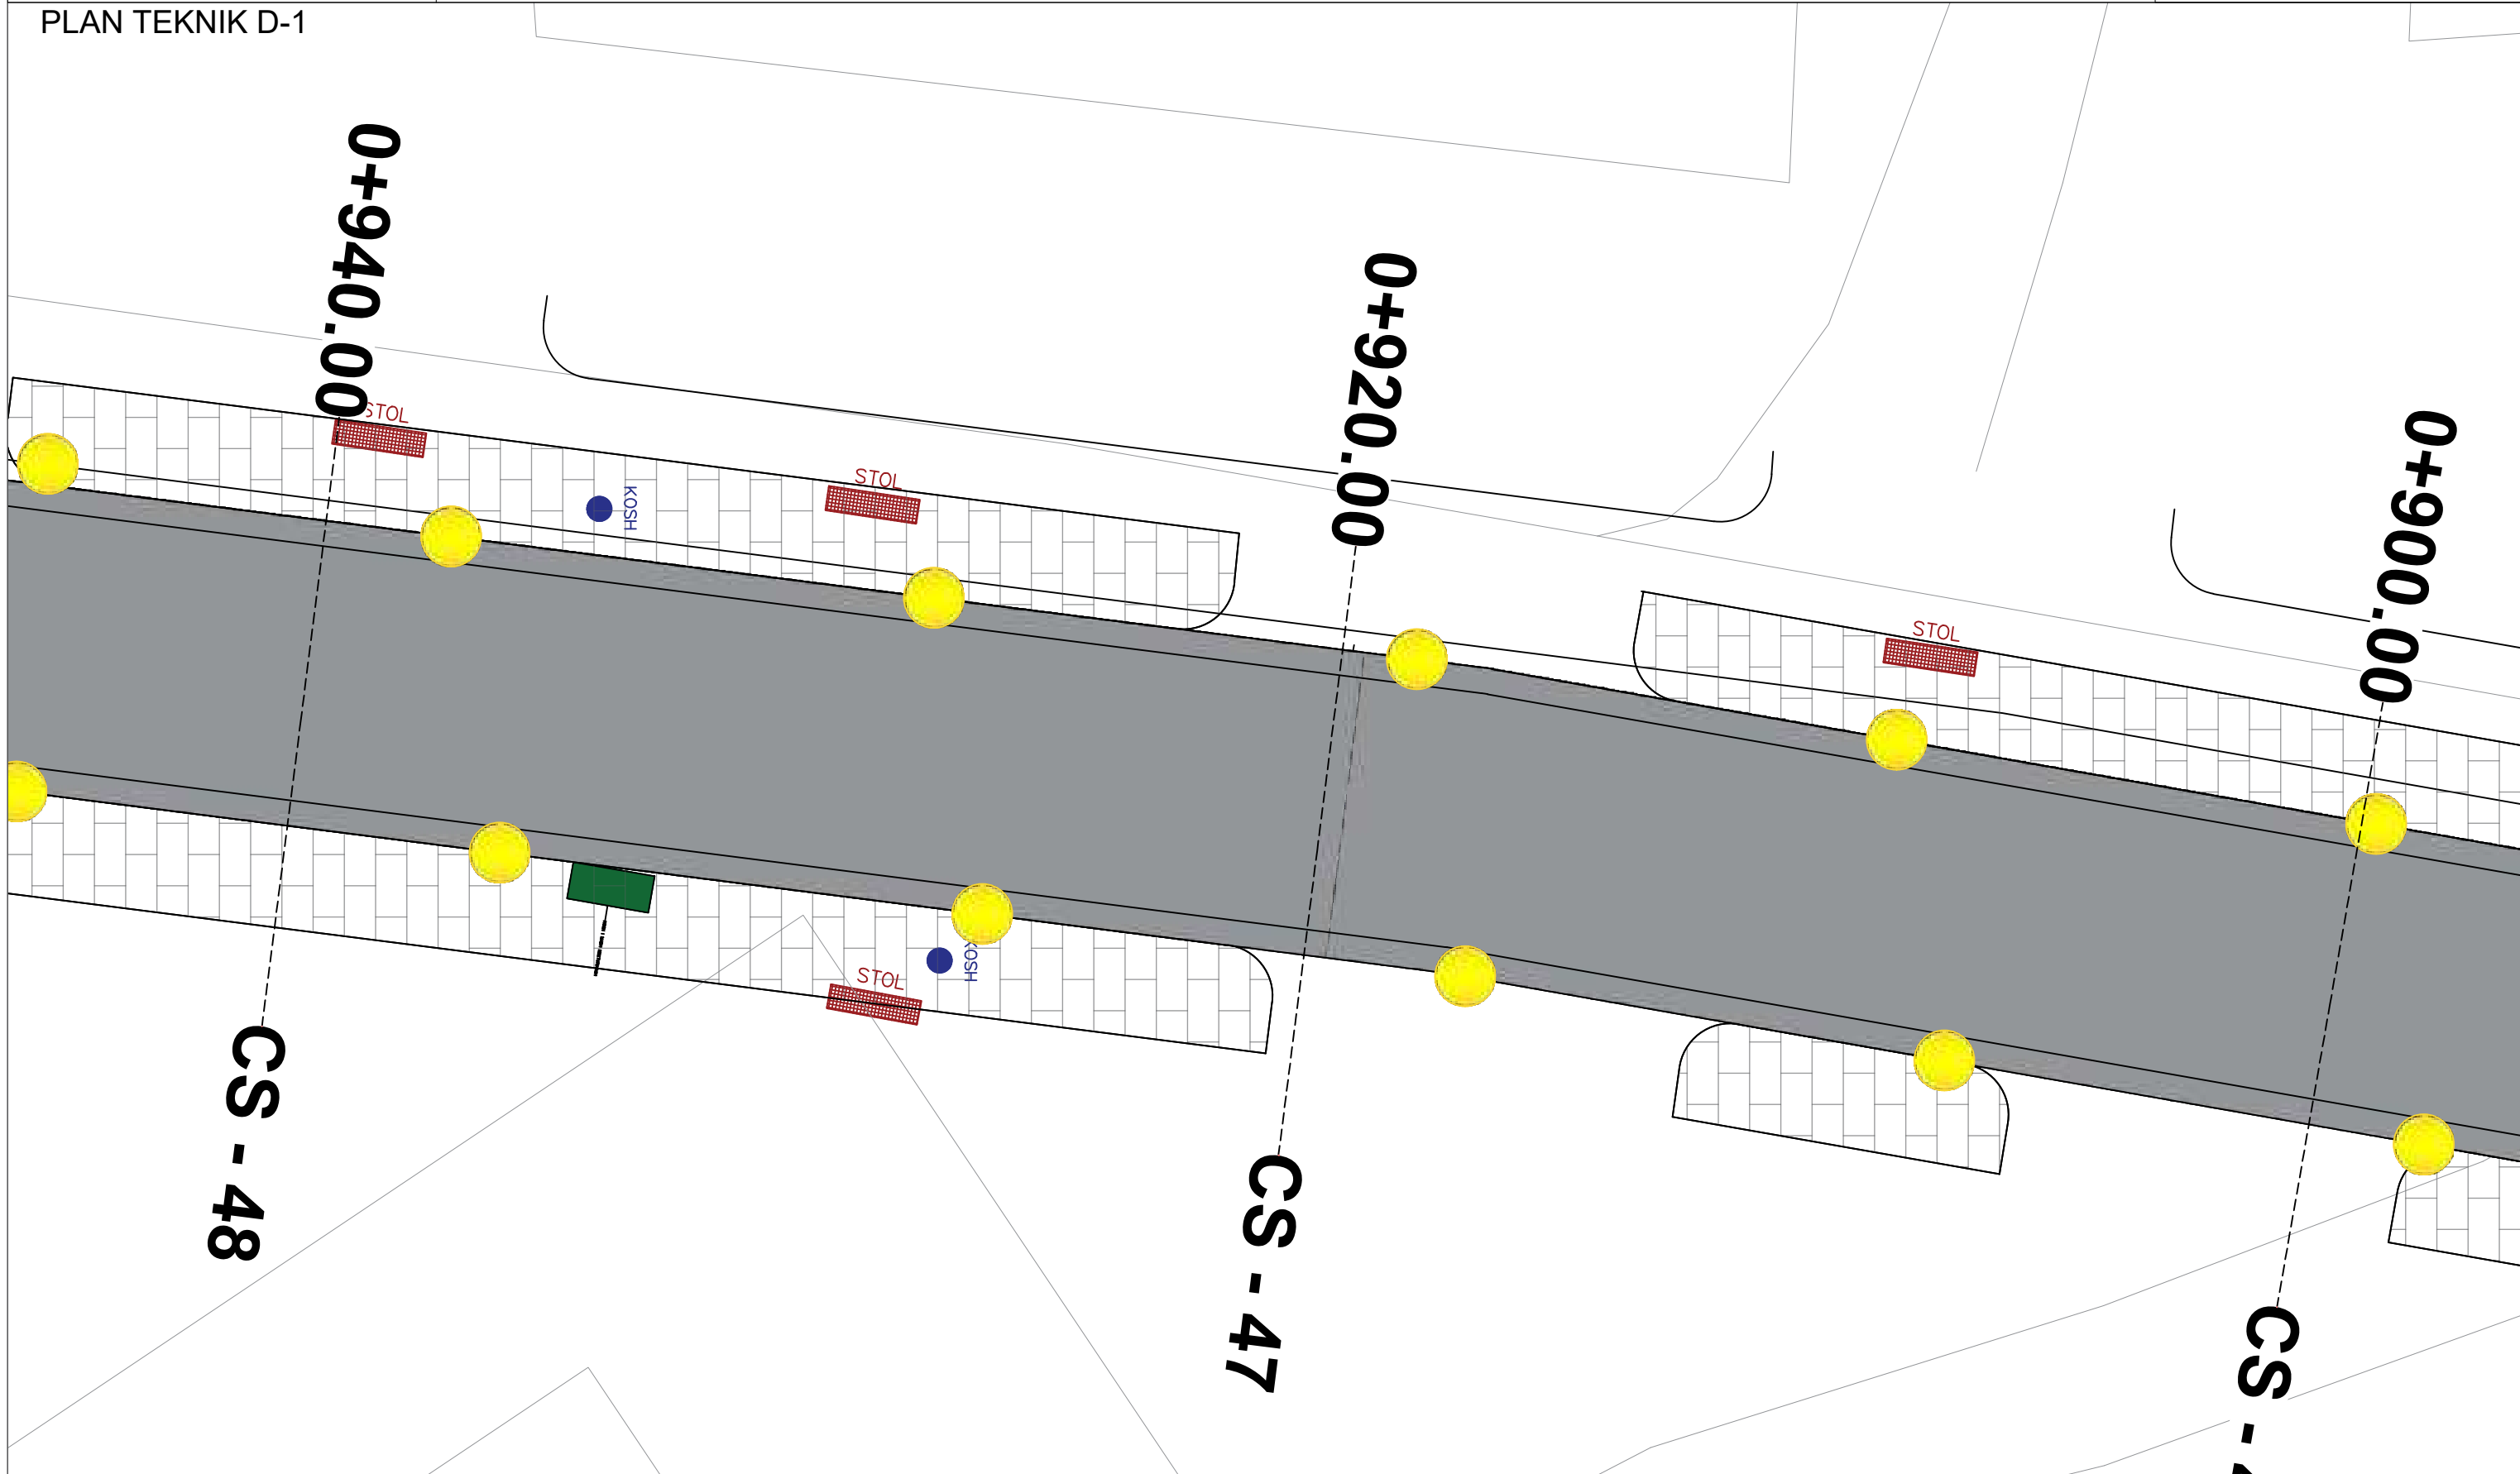 PLAN TEKNIK D-1
0+940.00
0+920.00
0+900.00
STOL
STOL
KOSH
STOL
STOL
KOSH
CS - 48
CS - 47
CS -